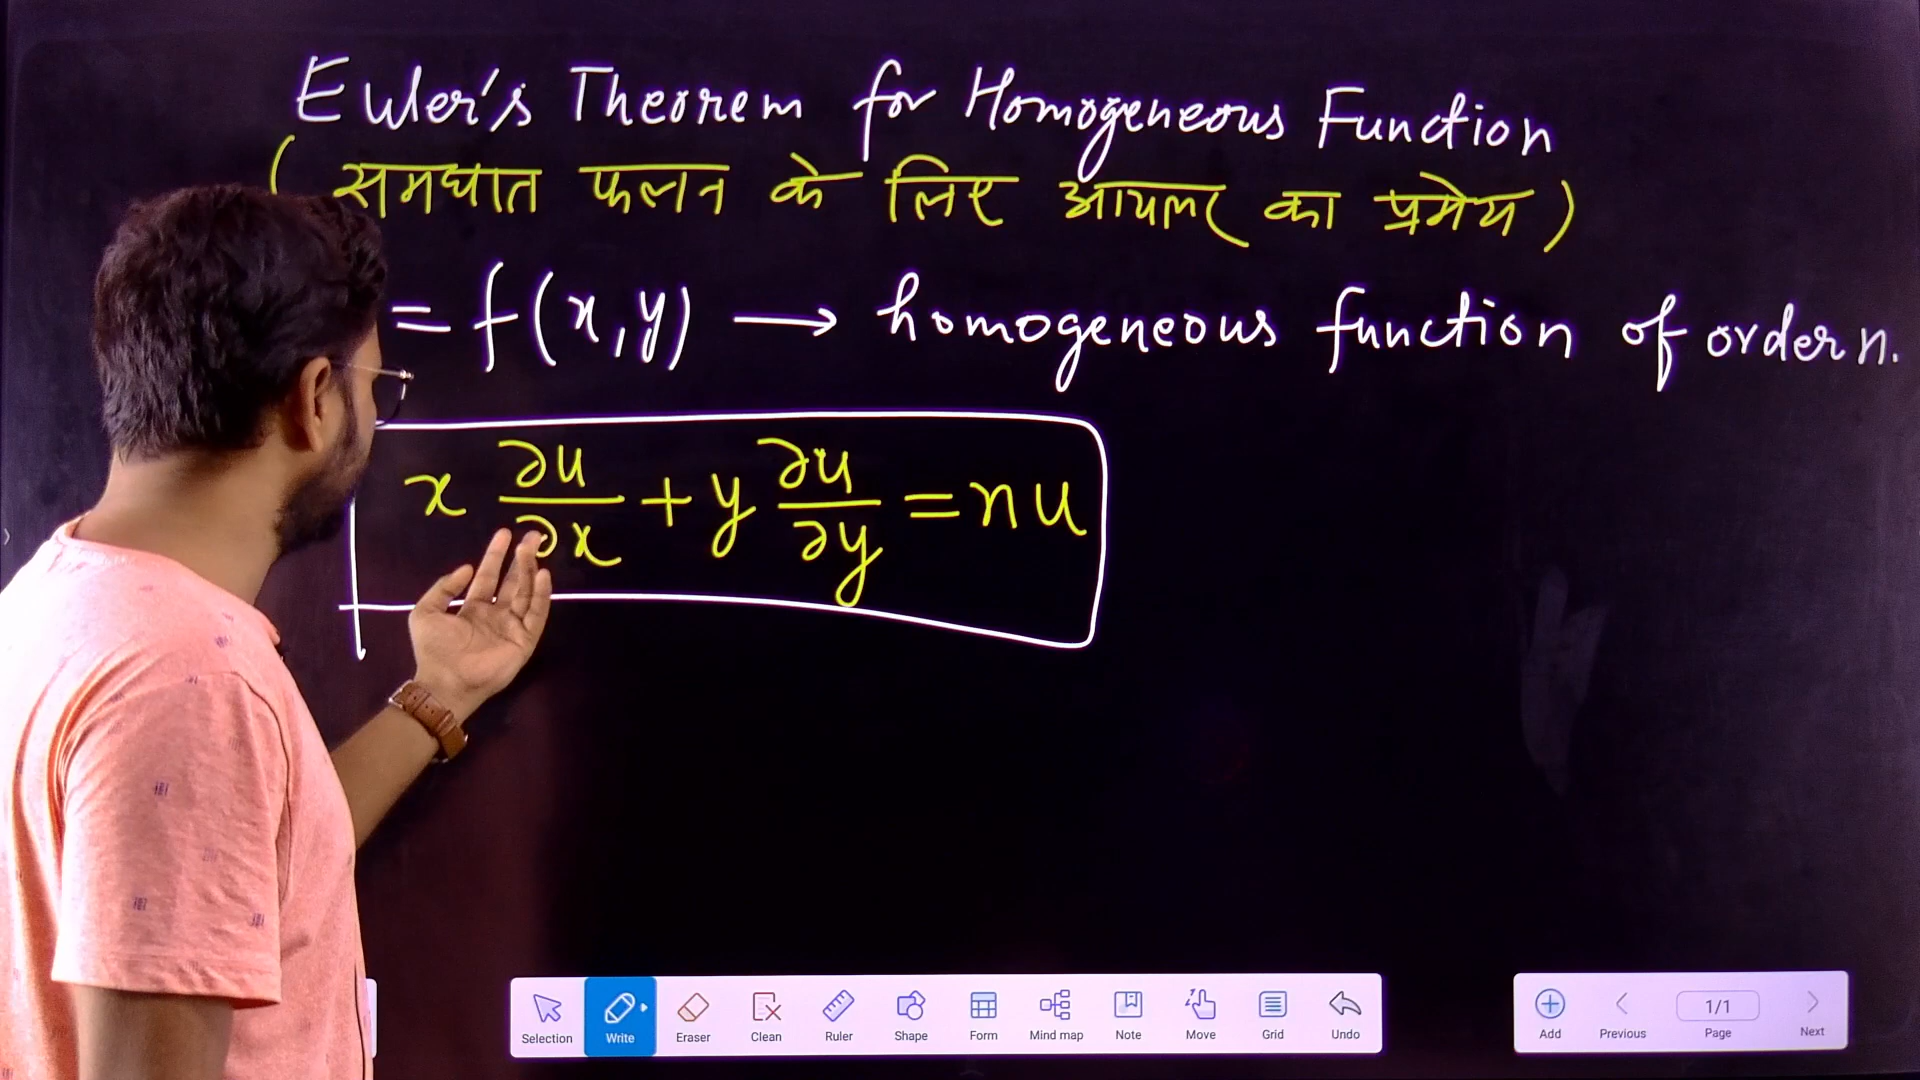 Euler's Theorem for Homogeneous Function
(समघात फलन के लिए आयलर का प्रमेय)
= f(x,y) → homogeneous function of order n.
x ∂u/∂x + y ∂u/∂y = nu
Selection Write Eraser Clean Ruler Shape Form Mind map Note Move Grid Undo
Add Previous 1/1 Page Next